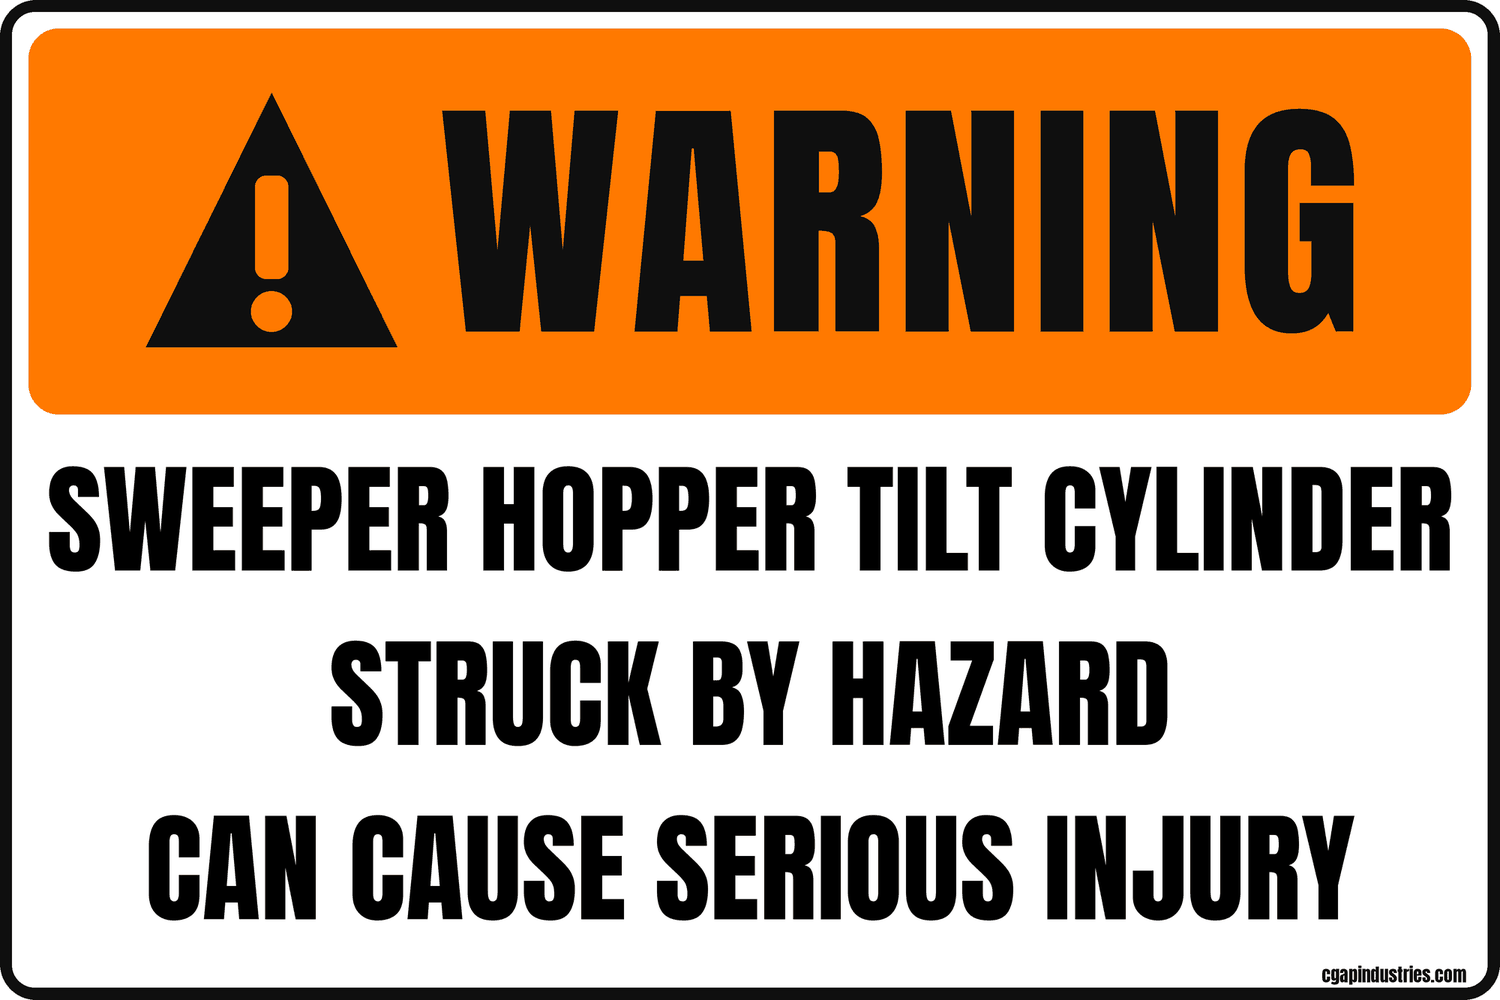 WARNING
SWEEPER HOPPER TILT CYLINDER
STRUCK BY HAZARD
CAN CAUSE SERIOUS INJURY
cgapindustries.com